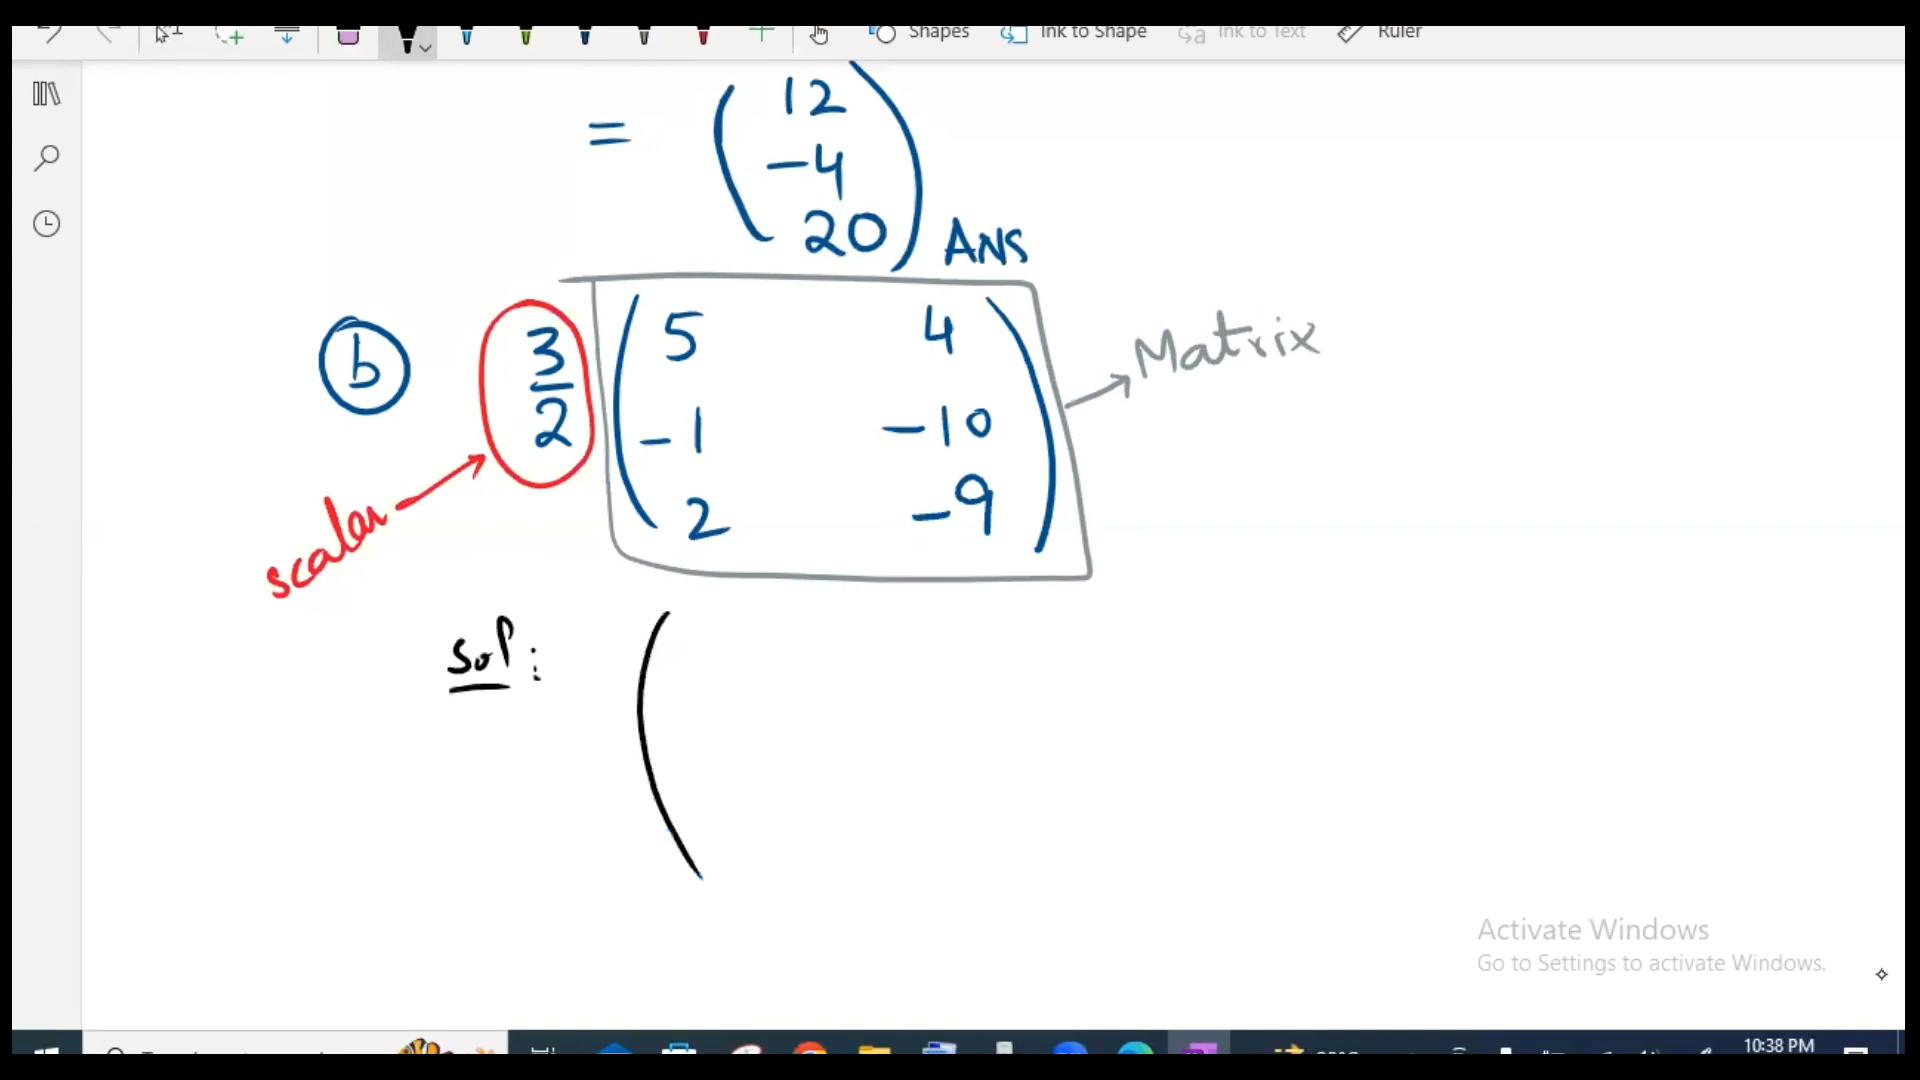 Shapes Ink to Shape Ink to Text Ruler
= ( 12
-4
20 ) ANS
b 3/2 ( 5 4
-1 -10
2 -9 )
Matrix
scalar
sol: (
Activate Windows
Go to Settings to activate Windows.
10:38 PM